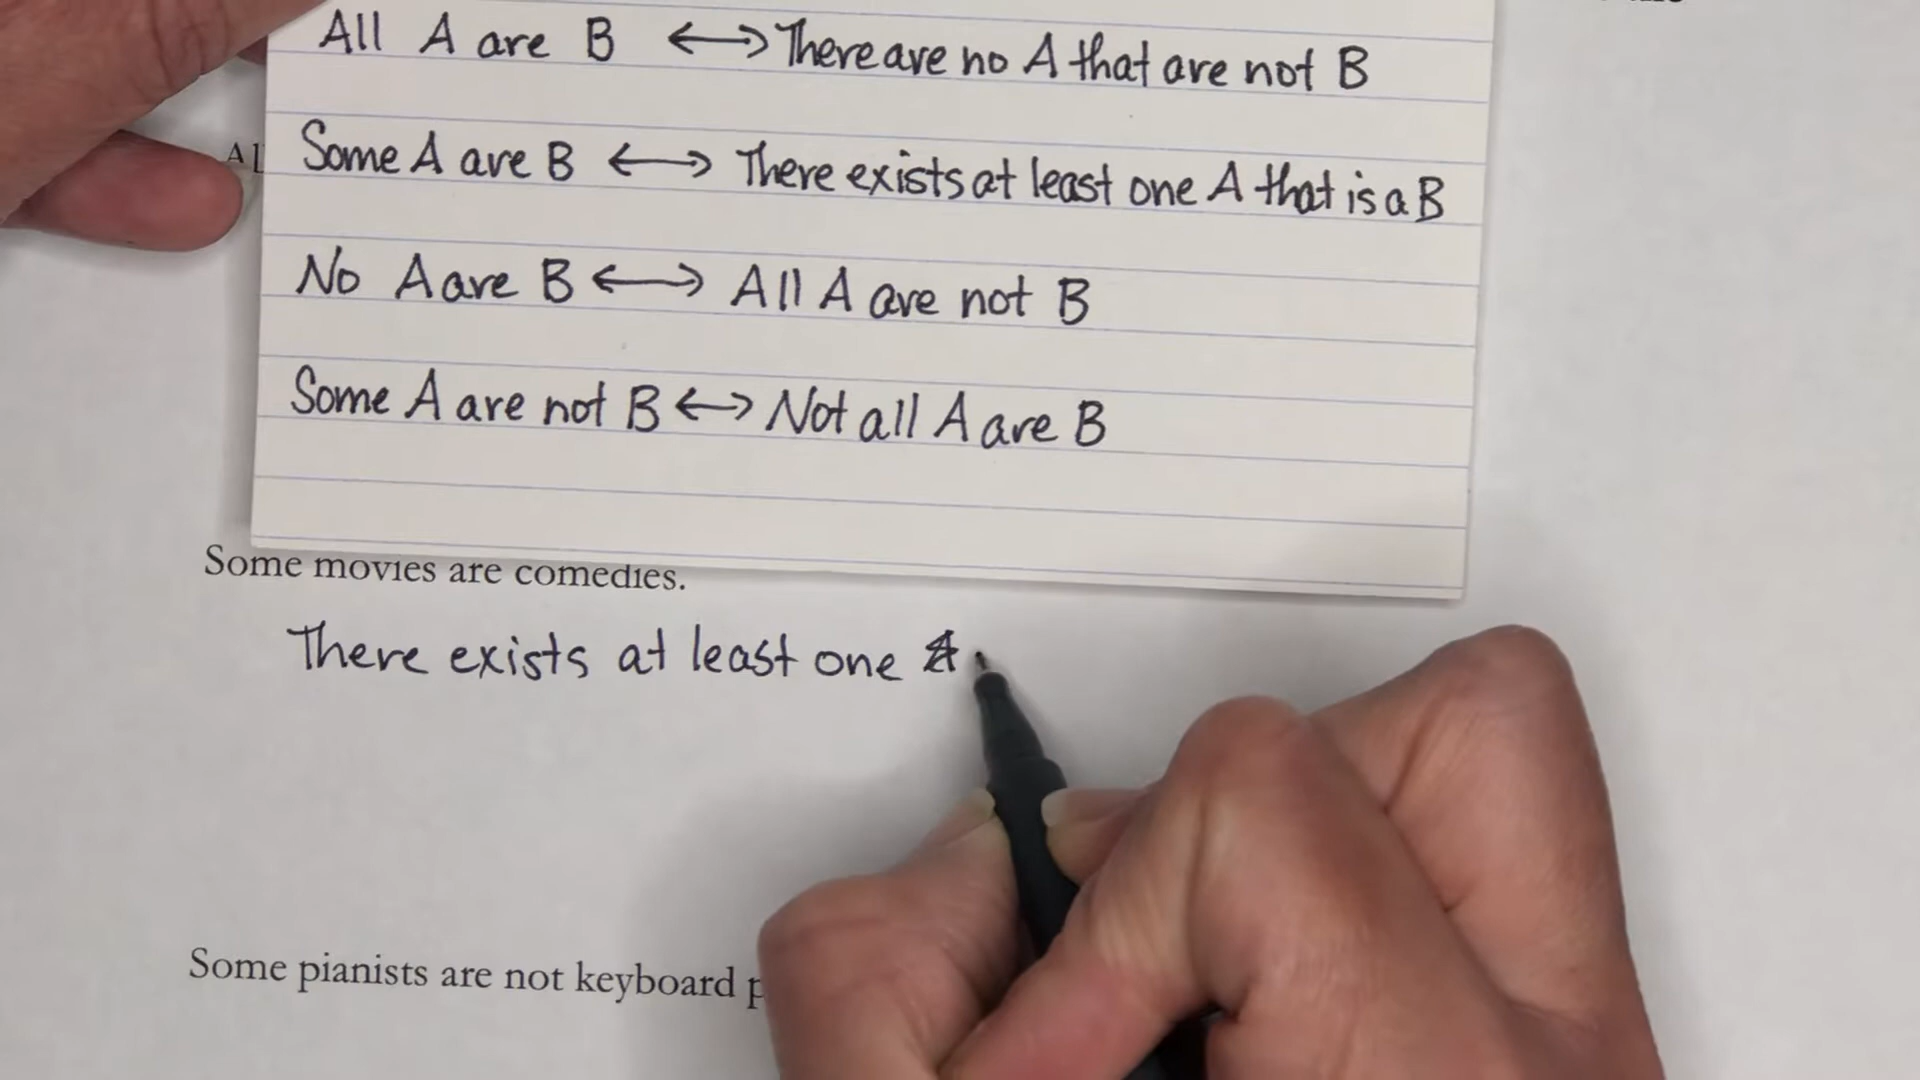 All A are B ⟷ There are no A that are not B
Some A are B ⟷ There exists at least one A that is a B
No A are B ⟷ All A are not B
Some A are not B ⟷ Not all A are B
Some movies are comedies.
There exists at least one
Some pianists are not keyboard